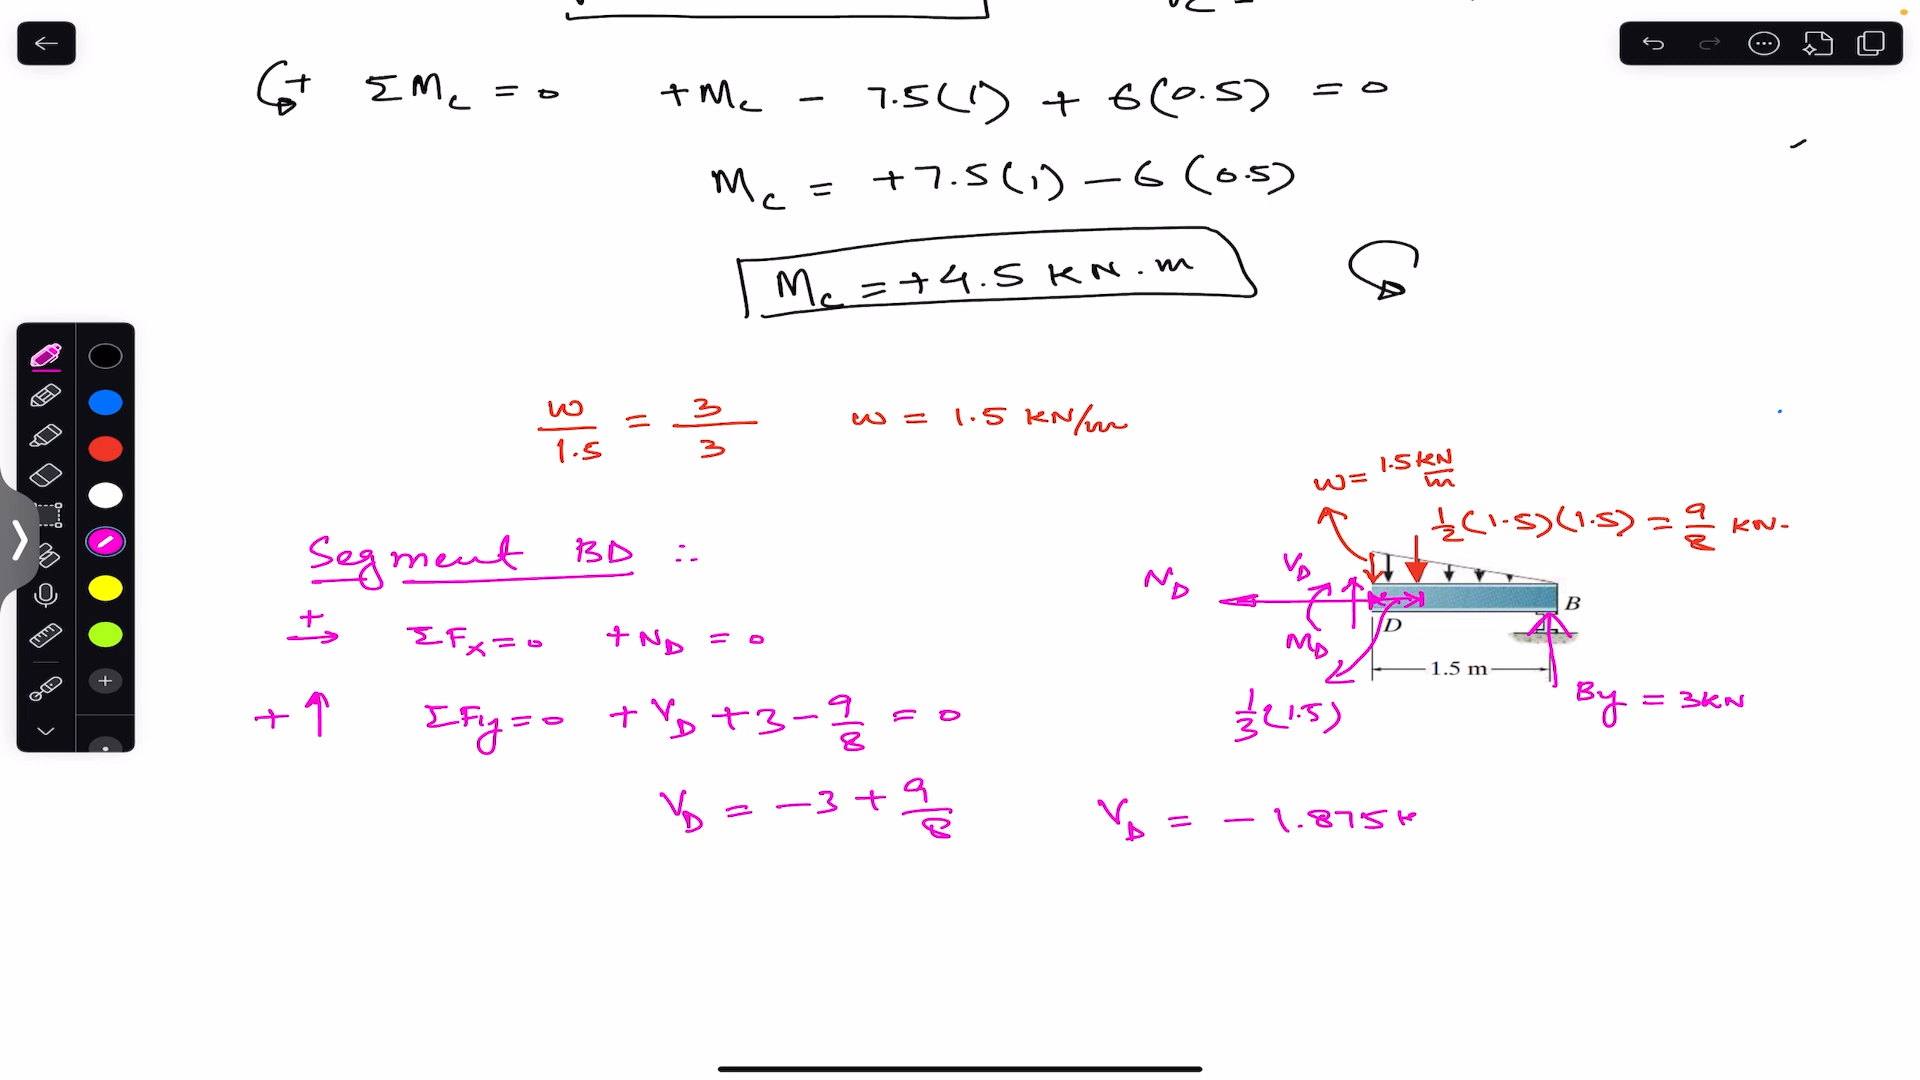 ΣM_C = 0 +M_C - 7.5(1) + 6(0.5) = 0
M_C = +7.5(1) - 6(0.5)
M_C = +4.5 KN.m
w/1.5 = 3/3 w = 1.5 KN/m
w = 1.5 KN/m
1/2(1.5)(1.5) = 9/8 KN.
Segment BD :
N_D
V_D
M_D
D
B
1.5 m
1/3(1.5)
By = 3KN
+→ ΣFx = 0 +N_D = 0
+↑ ΣFy = 0 +V_D + 3 - 9/8 = 0
V_D = -3 + 9/8 V_D = -1.875 K